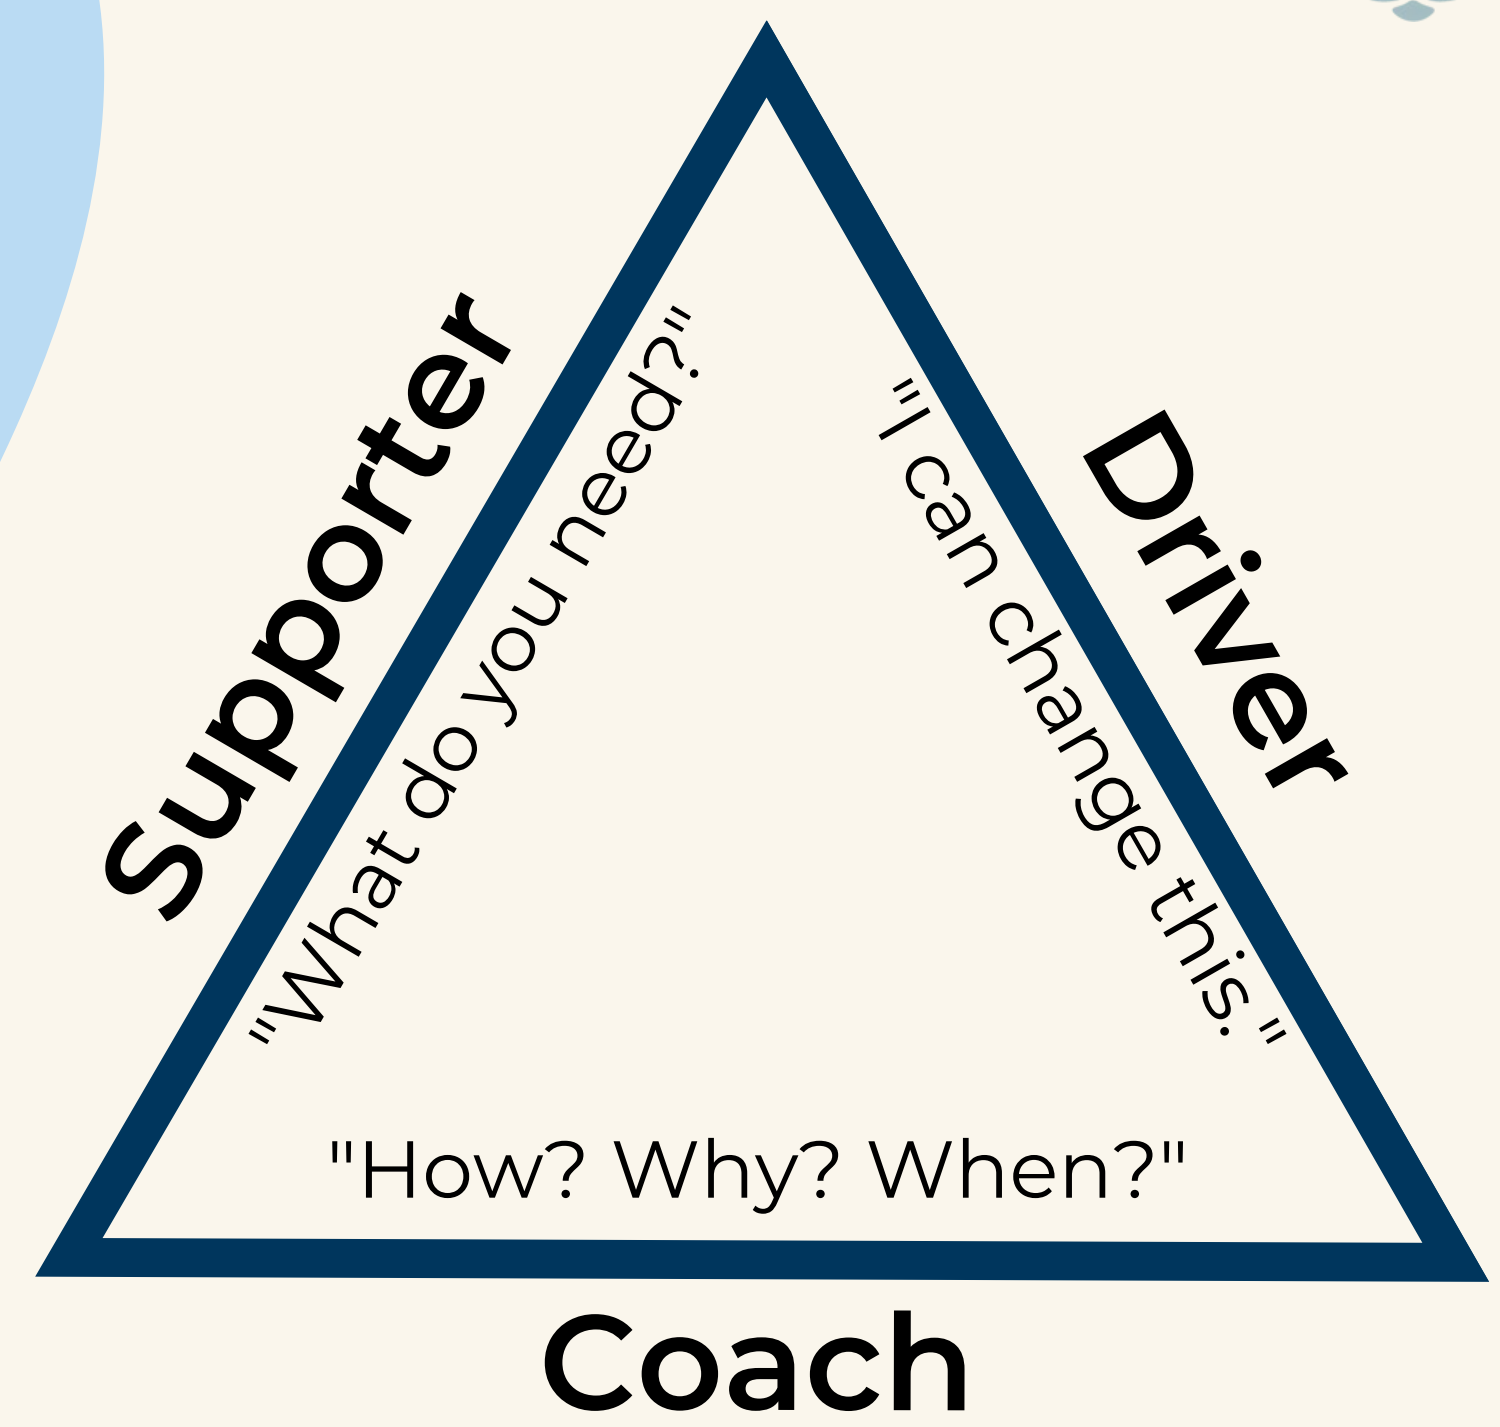 Supporter
"What do you need?"
"I can change this."
Driver
"How? Why? When?"
Coach